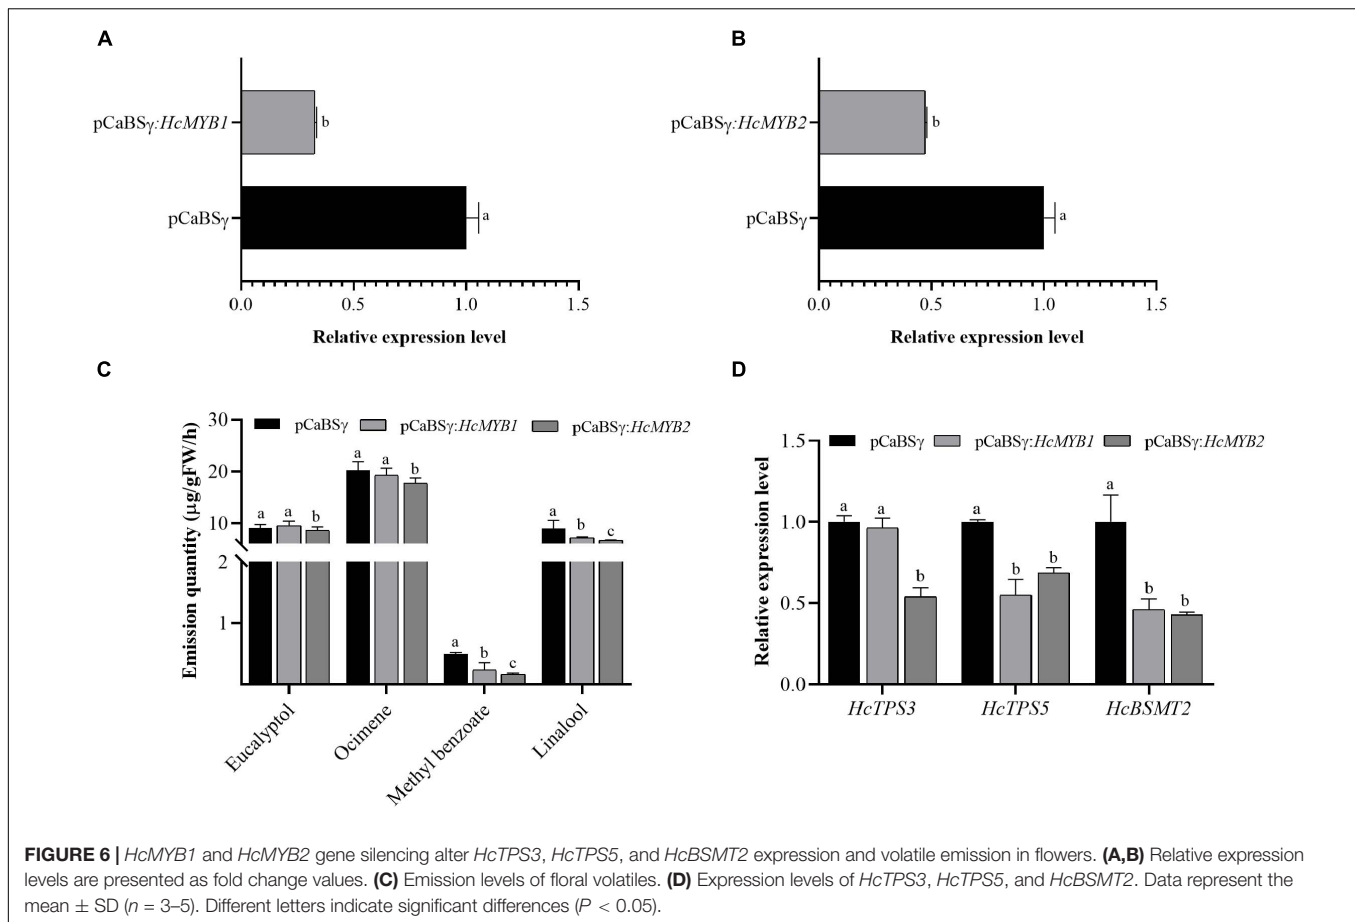 A
pCaBSγ:HcMYB1
b
pCaBSγ
a
0.0 0.5 1.0 1.5
Relative expression level
B
pCaBSγ:HcMYB2
b
pCaBSγ
a
0.0 0.5 1.0 1.5
Relative expression level
C
pCaBSγ pCaBSγ:HcMYB1 pCaBSγ:HcMYB2
Emission quantity (μg/gFW/h)
30
20
10
2
1
a a b
a a b
a b c
a b c
Eucalyptol
Ocimene
Methyl benzoate
Linalool
D
pCaBSγ pCaBSγ:HcMYB1 pCaBSγ:HcMYB2
Relative expression level
1.5
1.0
0.5
0.0
a a b
a b b
a b b
HcTPS3 HcTPS5 HcBSMT2
FIGURE 6 | HcMYB1 and HcMYB2 gene silencing alter HcTPS3, HcTPS5, and HcBSMT2 expression and volatile emission in flowers. (A,B) Relative expression
levels are presented as fold change values. (C) Emission levels of floral volatiles. (D) Expression levels of HcTPS3, HcTPS5, and HcBSMT2. Data represent the
mean ± SD (n = 3–5). Different letters indicate significant differences (P < 0.05).